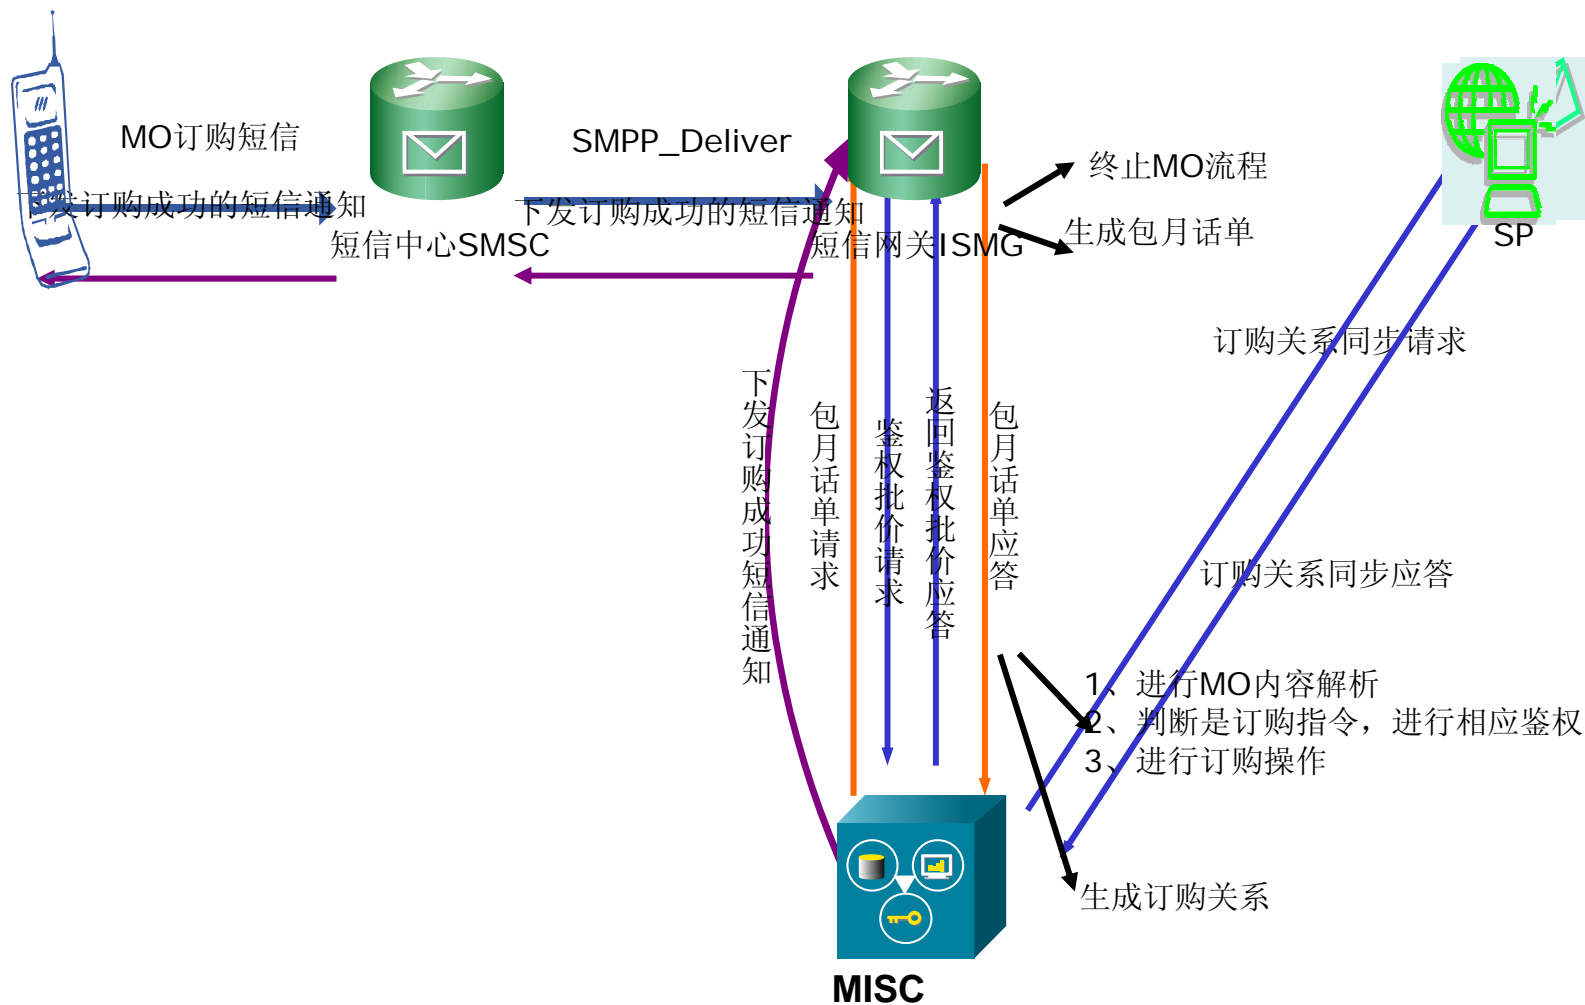 MO订购短信
SMPP_Deliver
终止MO流程
下发订购成功的短信通知
下发订购成功的短信通知
生成包月话单
短信中心SMSC
短信网关ISMG
SP
订购关系同步请求
下发订购成功短信通知
包月话单请求
鉴权批价请求
返回鉴权批价应答
包月话单应答
订购关系同步应答
1、进行MO内容解析
2、判断是订购指令，进行相应鉴权
3、进行订购操作
生成订购关系
MISC